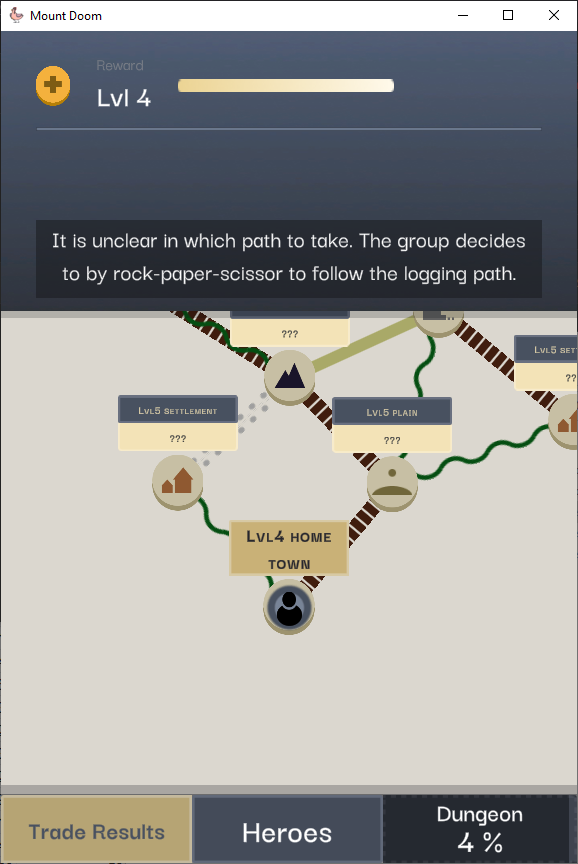 Mount Doom
Reward
Lvl 4
It is unclear in which path to take. The group decides
to by rock-paper-scissor to follow the logging path.
???
Lvl5 set
??
Lvl5 settlement
???
Lvl5 plain
???
Lvl4 home
town
Trade Results
Heroes
Dungeon
4 %